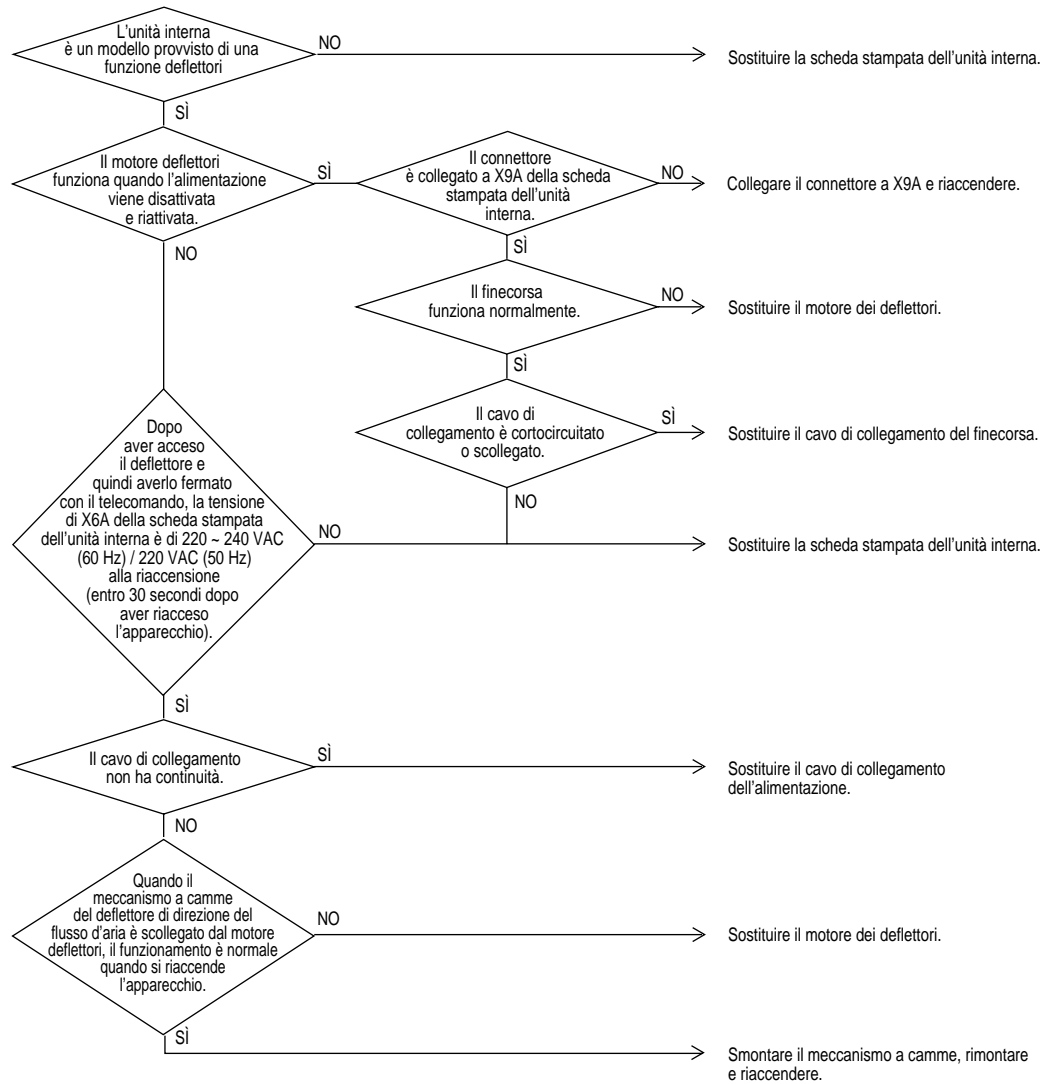 L'unità interna
è un modello provvisto di una
funzione deflettori
NO
Sostituire la scheda stampata dell'unità interna.
SÌ
Il motore deflettori
funziona quando l'alimentazione
viene disattivata
e riattivata.
SÌ
Il connettore
è collegato a X9A della scheda
stampata dell'unità
interna.
NO
Collegare il connettore a X9A e riaccendere.
NO
SÌ
Il finecorsa
funziona normalmente.
NO
Sostituire il motore dei deflettori.
SÌ
Il cavo di
collegamento è cortocircuitato
o scollegato.
SÌ
Sostituire il cavo di collegamento del finecorsa.
NO
Dopo
aver acceso
il deflettore e
quindi averlo fermato
con il telecomando, la tensione
di X6A della scheda stampata
dell'unità interna è di 220 ~ 240 VAC
(60 Hz) / 220 VAC (50 Hz)
alla riaccensione
(entro 30 secondi dopo
aver riacceso
l'apparecchio).
NO
Sostituire la scheda stampata dell'unità interna.
SÌ
Il cavo di collegamento
non ha continuità.
SÌ
Sostituire il cavo di collegamento
dell'alimentazione.
NO
Quando il
meccanismo a camme
del deflettore di direzione del
flusso d'aria è scollegato dal motore
deflettori, il funzionamento è normale
quando si riaccende
l'apparecchio.
NO
Sostituire il motore dei deflettori.
SÌ
Smontare il meccanismo a camme, rimontare
e riaccendere.